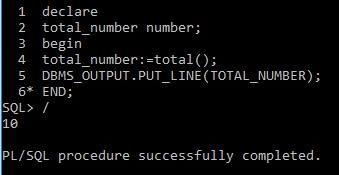 1 declare
2 total_number number;
3 begin
4 total_number:=total();
5 DBMS_OUTPUT.PUT_LINE(TOTAL_NUMBER);
6* END;
SQL> /
10
PL/SQL procedure successfully completed.